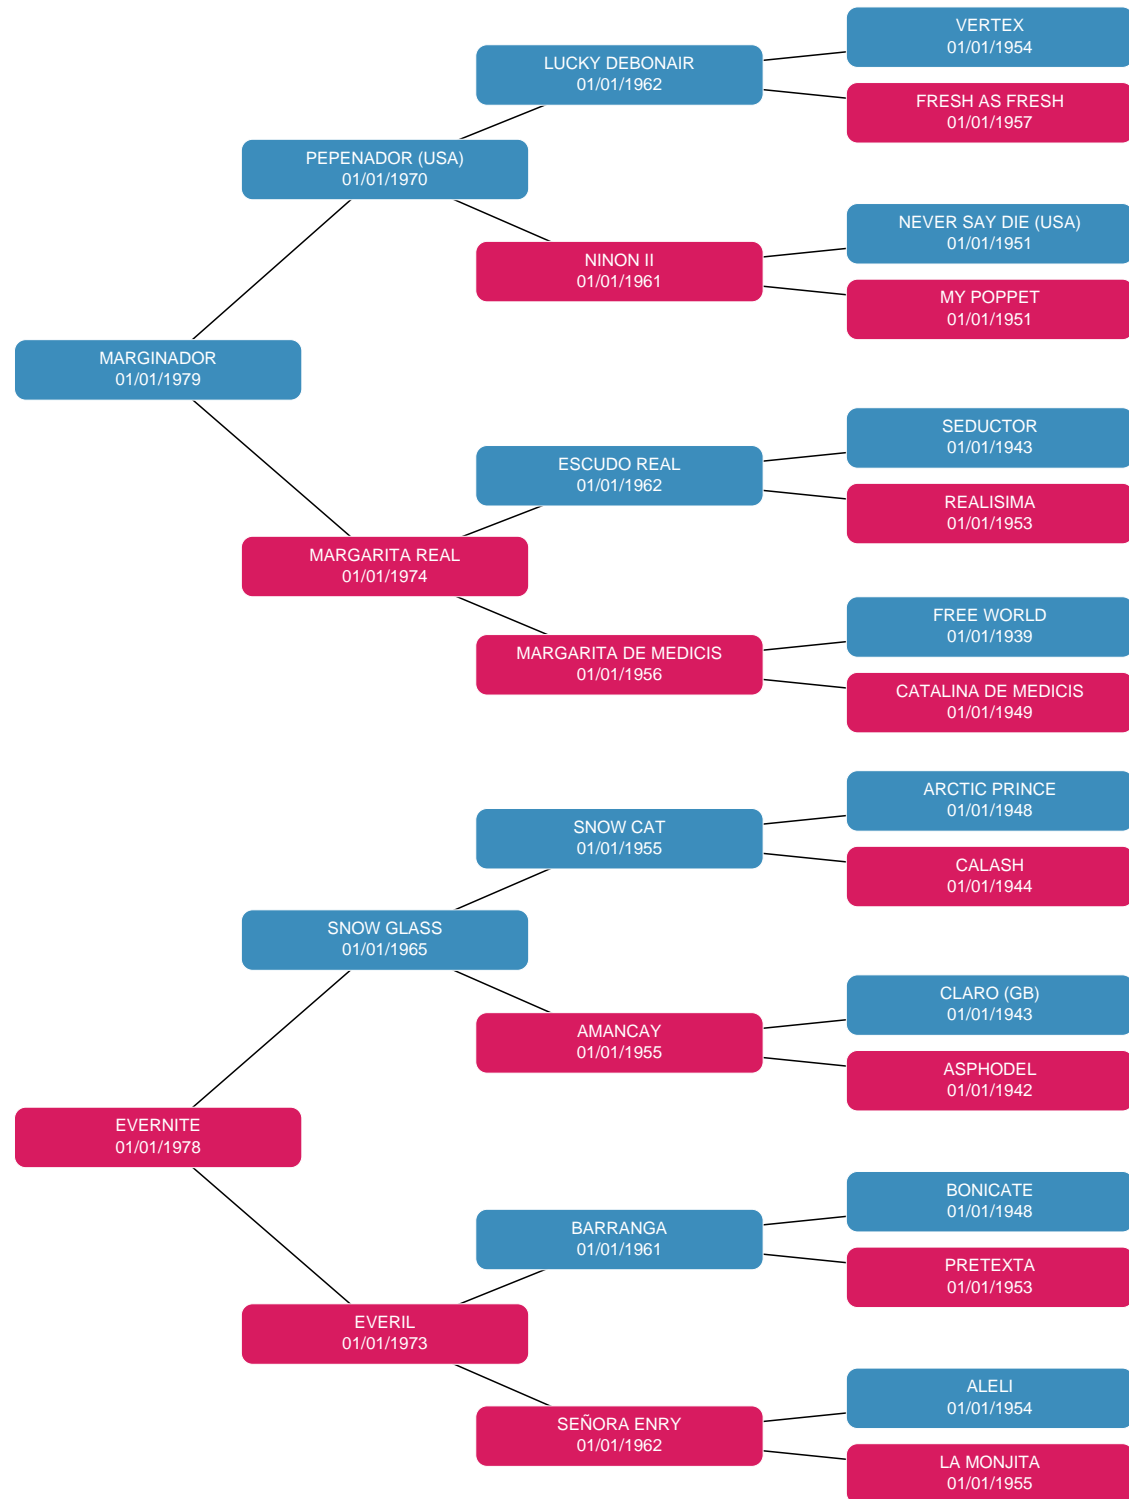 VERTEX
01/01/1954
LUCKY DEBONAIR
01/01/1962
FRESH AS FRESH
01/01/1957
PEPENADOR (USA)
01/01/1970
NEVER SAY DIE (USA)
01/01/1951
NINON II
01/01/1961
MY POPPET
01/01/1951
MARGINADOR
01/01/1979
SEDUCTOR
01/01/1943
ESCUDO REAL
01/01/1962
REALISIMA
01/01/1953
MARGARITA REAL
01/01/1974
FREE WORLD
01/01/1939
MARGARITA DE MEDICIS
01/01/1956
CATALINA DE MEDICIS
01/01/1949
ARCTIC PRINCE
01/01/1948
SNOW CAT
01/01/1955
CALASH
01/01/1944
SNOW GLASS
01/01/1965
CLARO (GB)
01/01/1943
AMANCAY
01/01/1955
ASPHODEL
01/01/1942
EVERNITE
01/01/1978
BONICATE
01/01/1948
BARRANGA
01/01/1961
PRETEXTA
01/01/1953
EVERIL
01/01/1973
ALELI
01/01/1954
SEÑORA ENRY
01/01/1962
LA MONJITA
01/01/1955